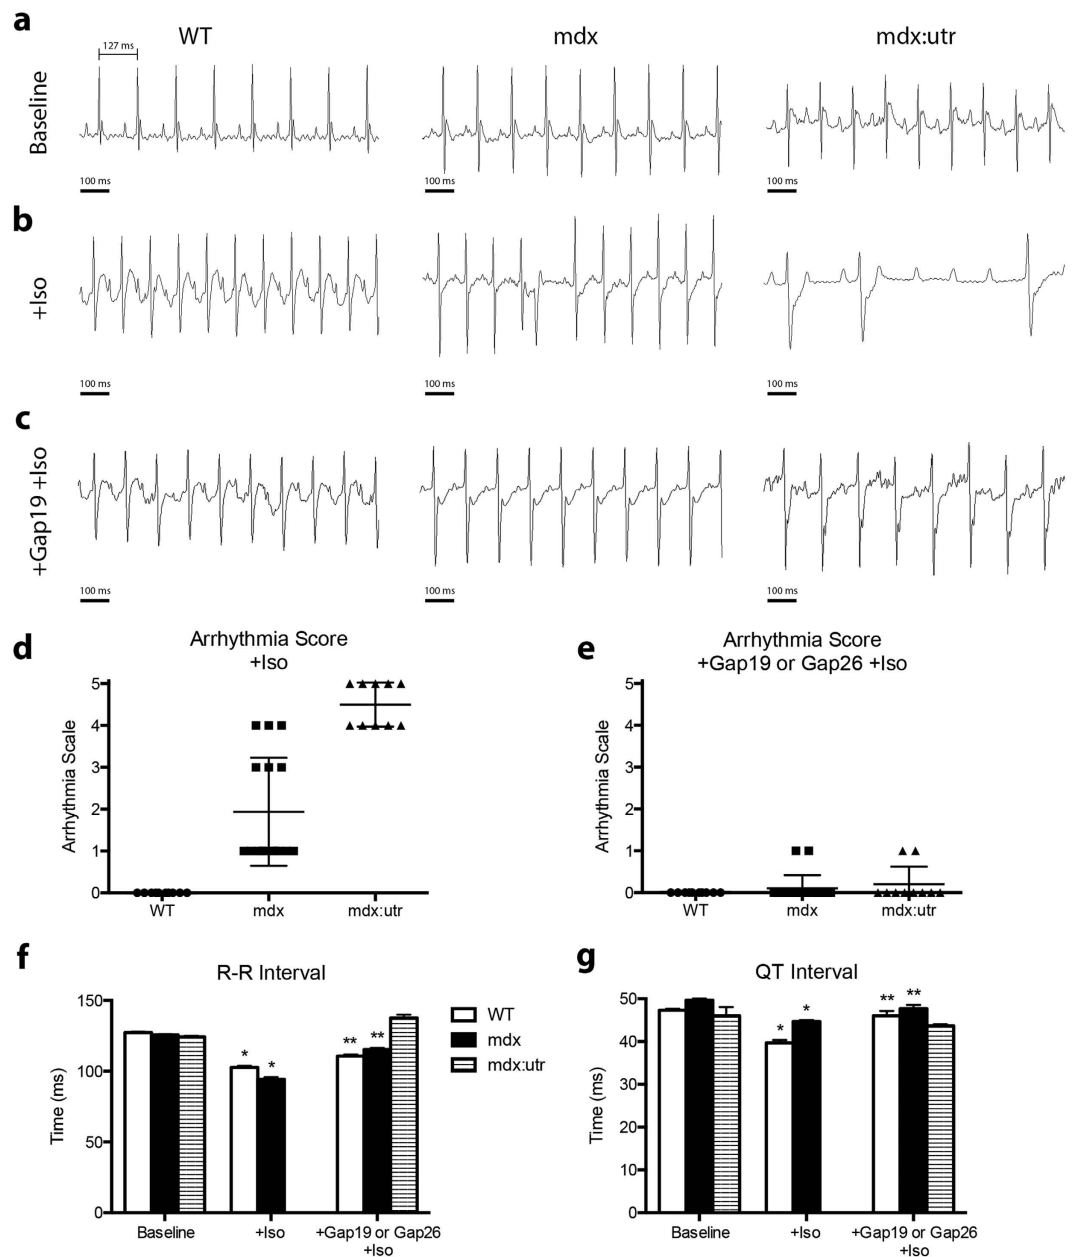 a
WT
mdx
mdx:utr
127 ms
Baseline
100 ms
100 ms
100 ms
b
+Iso
100 ms
100 ms
100 ms
c
+Gap19 +Iso
100 ms
100 ms
100 ms
d
Arrhythmia Score
+Iso
Arrhythmia Scale
5
4
3
2
1
0
WT
mdx
mdx:utr
e
Arrhythmia Score
+Gap19 or Gap26 +Iso
Arrhythmia Scale
5
4
3
2
1
0
WT
mdx
mdx:utr
f
R-R Interval
Time (ms)
150
100
50
0
* *
** **
Baseline
+Iso
+Gap19 or Gap26
+Iso
WT
mdx
mdx:utr
g
QT Interval
Time (ms)
50
40
30
20
10
0
* *
** **
Baseline
+Iso
+Gap19 or Gap26
+Iso